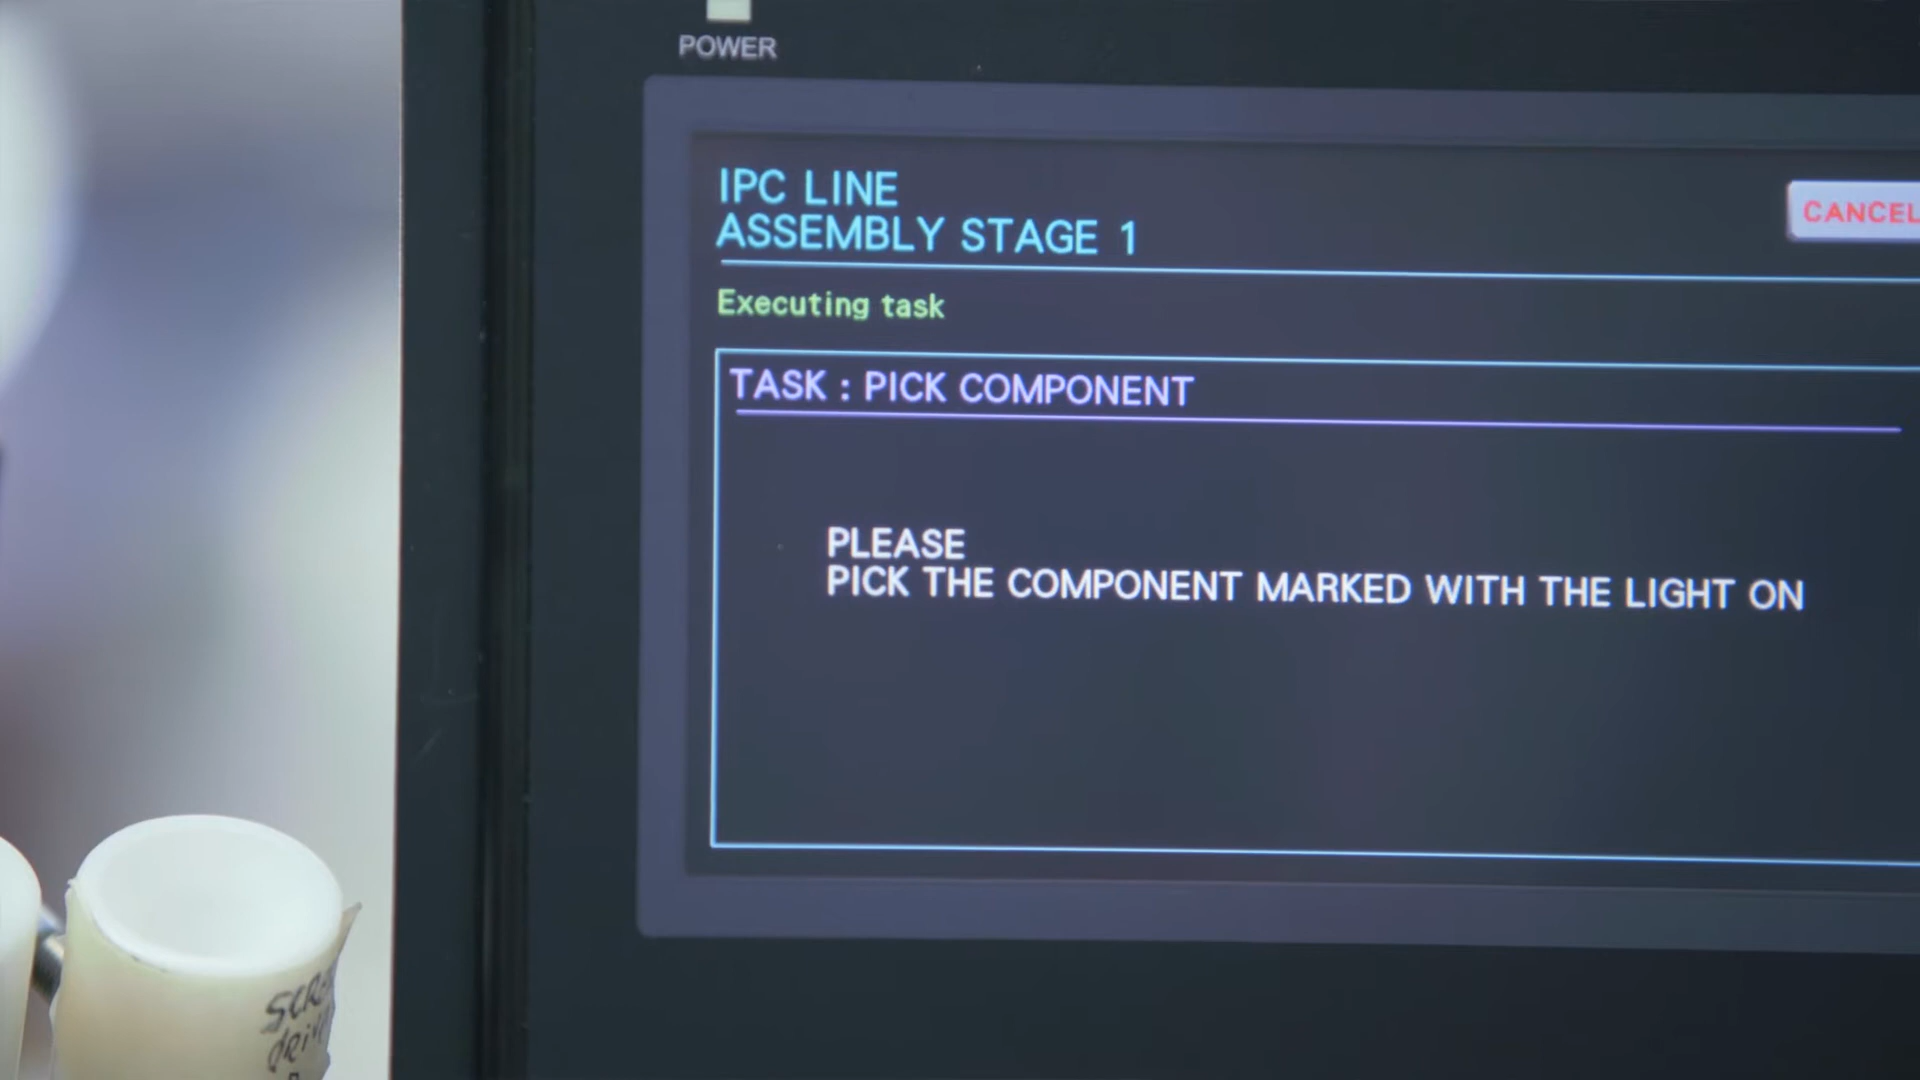 POWER
IPC LINE
ASSEMBLY STAGE 1
CANCEL
Executing task
TASK : PICK COMPONENT
PLEASE
PICK THE COMPONENT MARKED WITH THE LIGHT ON